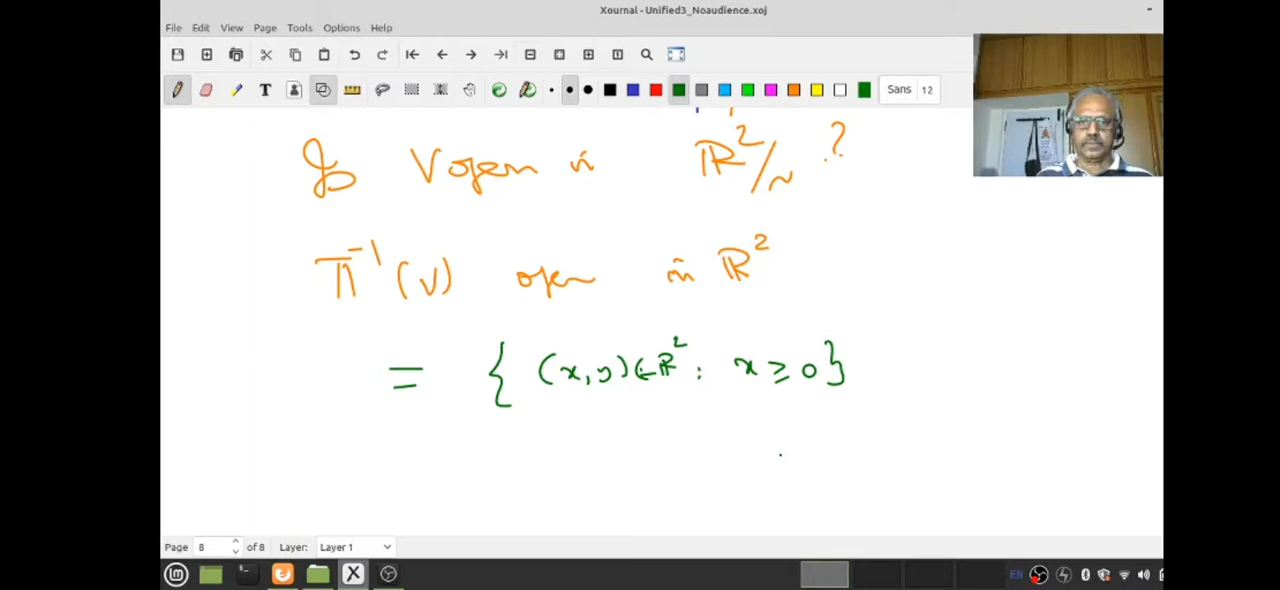 Xournal - Unified3_Noaudience.xoj
File Edit View Page Tools Options Help
Sans 12
Is V open in ℝ²/~ ?
π⁻¹(V) open in ℝ²
= { (x,y) ∈ ℝ² : x ≥ 0 }
Page 8 of 8 Layer: Layer 1
EN